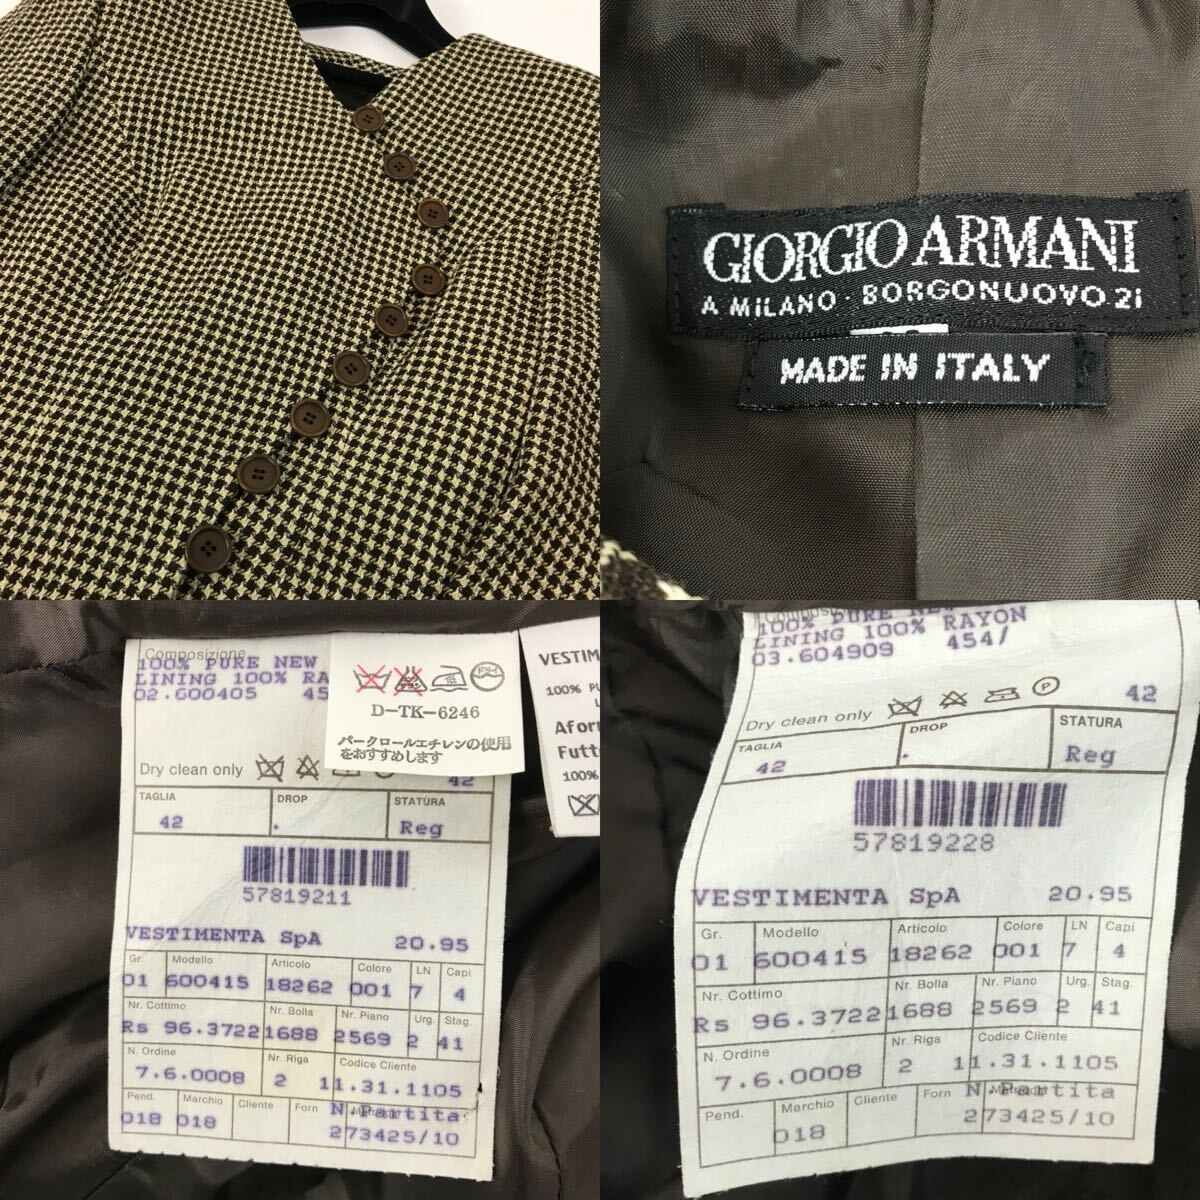 GIORGIO ARMANI
A MILANO · BORGONUOVO 21
MADE IN ITALY
Composizione
100% PURE NEW
LINING 100% RA
02.600405 45
D-TK-6246
パークロールエチレンの使用
をおすすめします
ドライ
低
Dry clean only
42
TAGLIA DROP STATURA
42 . Reg
57819211
VESTIMENTA SpA 20.95
Gr. Modello Articolo Colore LN Capi
01 600415 18262 001 7 4
Nr. Cottimo Nr. Bolla Nr. Piano Urg. Stag.
Rs 96.3722 1688 2569 2 41
N. Ordine Nr. Riga Codice Cliente
7.6.0008 2 11.31.1105
Pend. Marchio Cliente Forn N.Partita
018 018 273425/10
VESTIM
100% PU
L
Afor
Futt
100%
Composiz
100% PURE NEW
LINING 100% RAYON
03.604909 454/
Dry clean only P 42
TAGLIA DROP STATURA
42 . Reg
57819228
VESTIMENTA SpA 20.95
Gr. Modello Articolo Colore LN Capi
01 600415 18262 001 7 4
Nr. Cottimo Nr. Bolla Nr. Piano Urg. Stag.
Rs 96.3722 1688 2569 2 41
N. Ordine Nr. Riga Codice Cliente
7.6.0008 2 11.31.1105
Pend. Marchio Cliente Forn N.Partita
018 273425/10